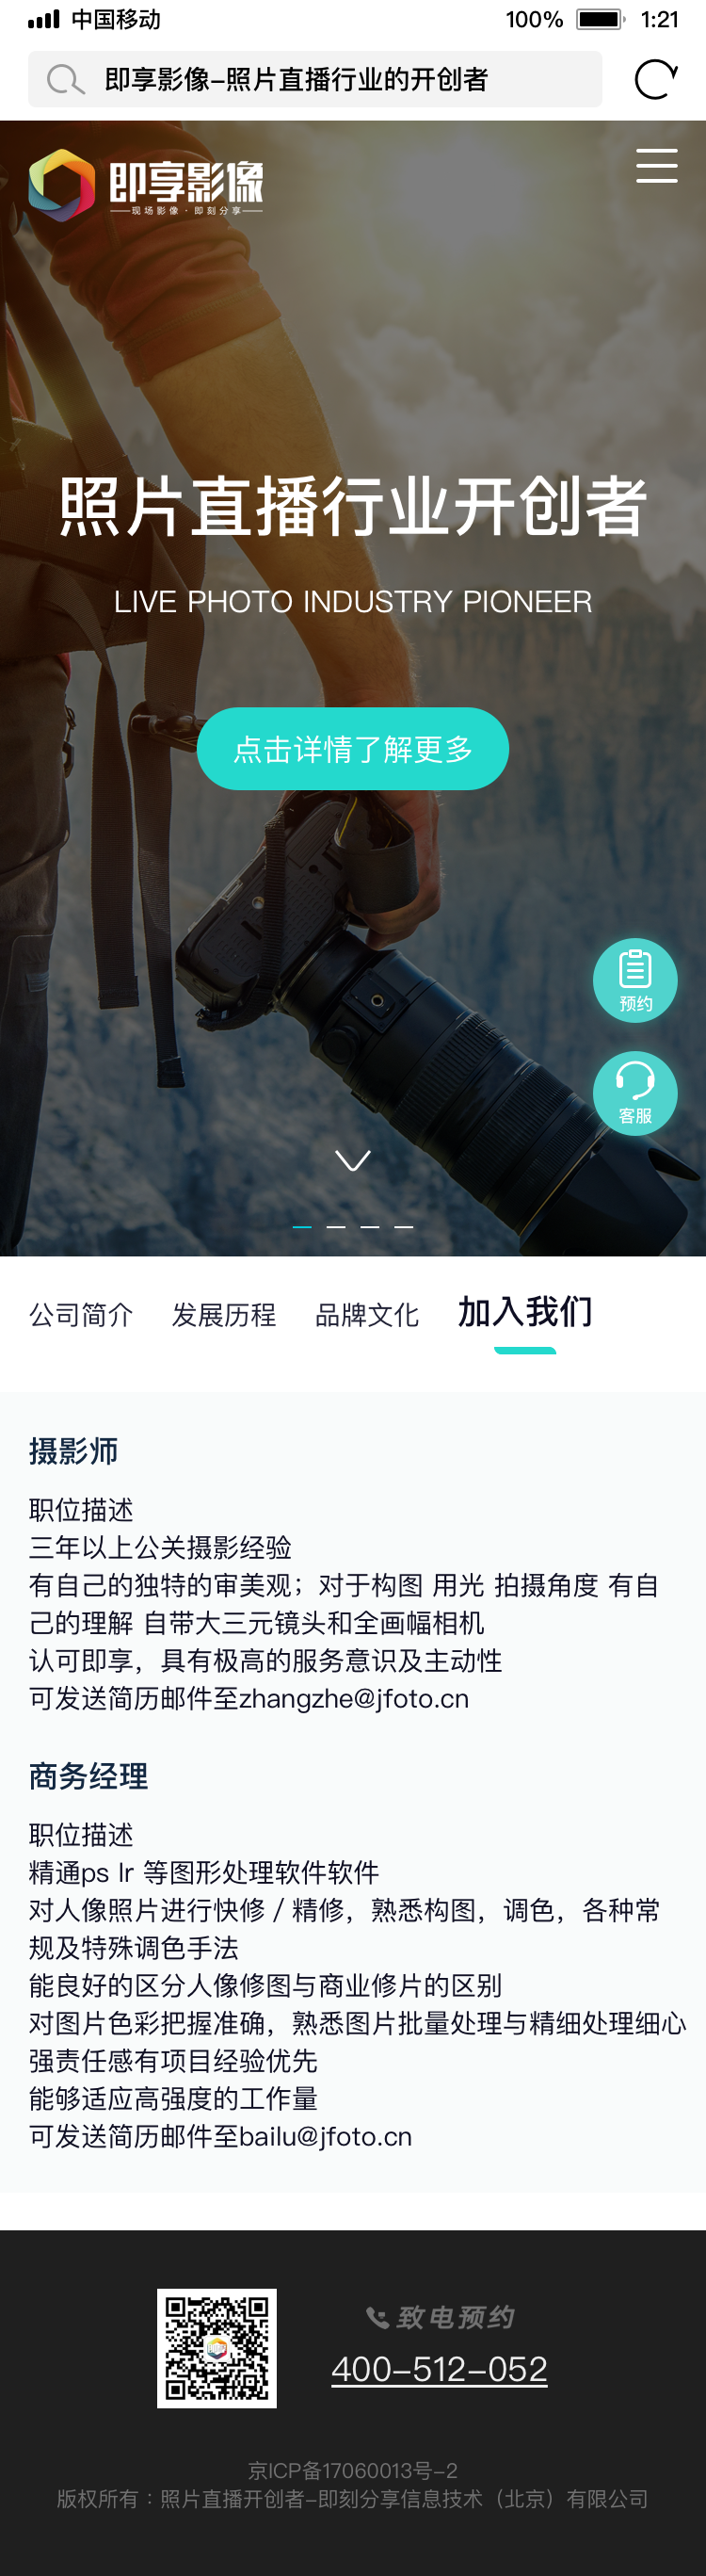 中国移动 100% 1:21
即享影像-照片直播行业的开创者
即享影像
现场影像·即刻分享
照片直播行业开创者
LIVE PHOTO INDUSTRY PIONEER
点击详情了解更多
预约
客服
公司简介 发展历程 品牌文化 加入我们
摄影师
职位描述
三年以上公关摄影经验
有自己的独特的审美观；对于构图 用光 拍摄角度 有自
己的理解 自带大三元镜头和全画幅相机
认可即享，具有极高的服务意识及主动性
可发送简历邮件至zhangzhe@jfoto.cn
商务经理
职位描述
精通ps lr 等图形处理软件软件
对人像照片进行快修 / 精修，熟悉构图，调色，各种常
规及特殊调色手法
能良好的区分人像修图与商业修片的区别
对图片色彩把握准确，熟悉图片批量处理与精细处理细心
强责任感有项目经验优先
能够适应高强度的工作量
可发送简历邮件至bailu@jfoto.cn
致电预约
400-512-052
京ICP备17060013号-2
版权所有：照片直播开创者-即刻分享信息技术（北京）有限公司